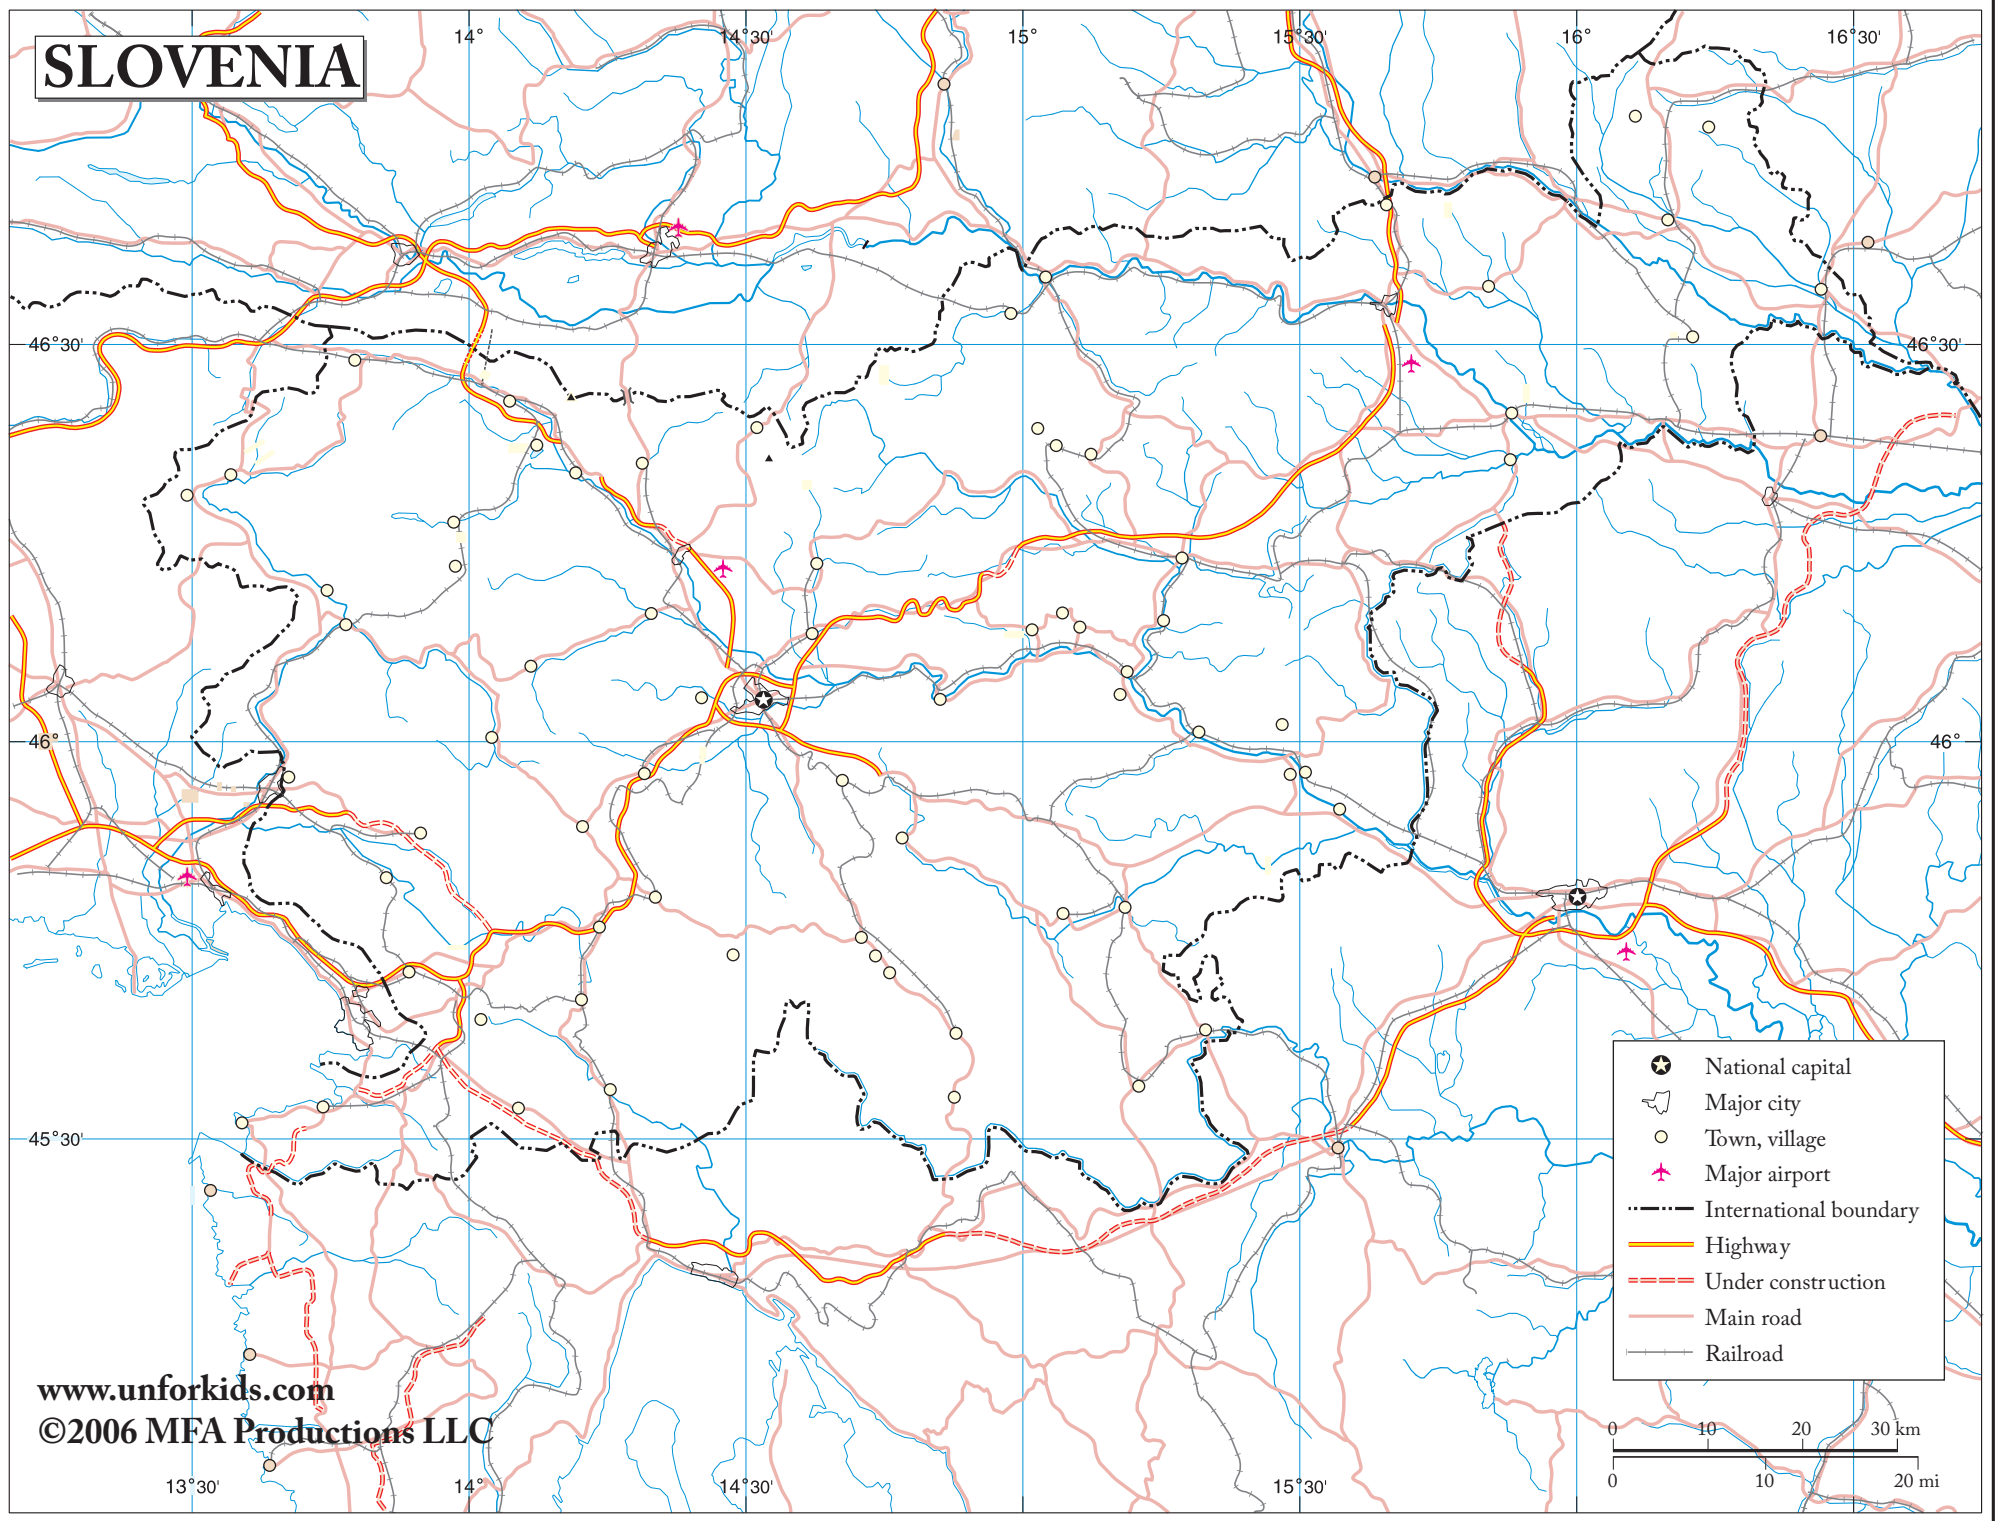 SLOVENIA
14°
14°30'
15°
15°30'
16°
16°30'
46°30'
46°30'
46°
46°
45°30'
National capital
Major city
Town, village
Major airport
International boundary
Highway
Under construction
Main road
Railroad
www.unforkids.com
©2006 MFA Productions LLC
0 10 20 30 km
0 10 20 mi
13°30'
14°
14°30'
15°30'